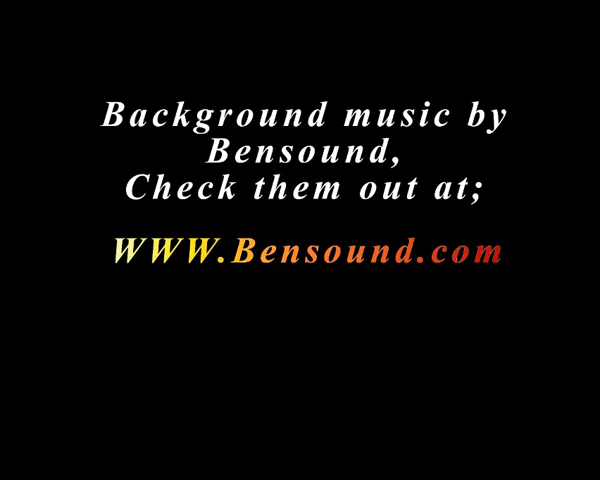 Background music by
Bensound,
Check them out at;
WWW.Bensound.com